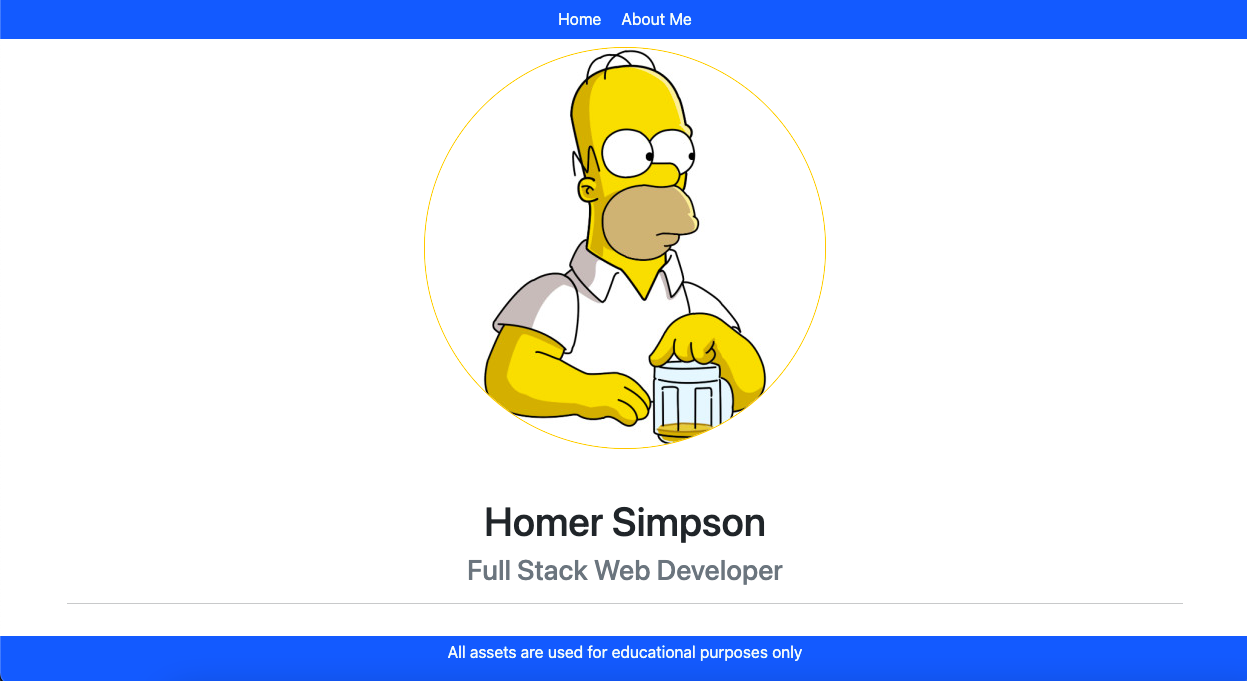 Home About Me
Homer Simpson
Full Stack Web Developer
All assets are used for educational purposes only